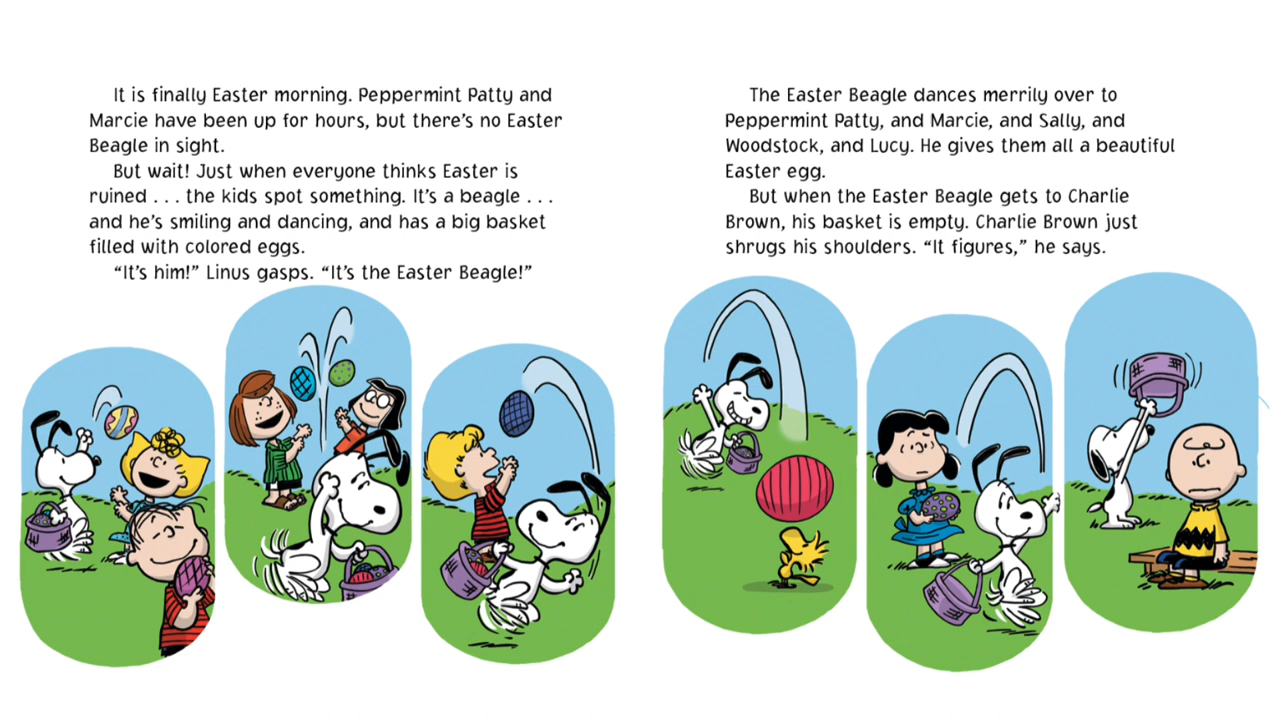 It is finally Easter morning. Peppermint Patty and
Marcie have been up for hours, but there's no Easter
Beagle in sight.
But wait! Just when everyone thinks Easter is
ruined . . . the kids spot something. It's a beagle . . .
and he's smiling and dancing, and has a big basket
filled with colored eggs.
“It's him!” Linus gasps. “It's the Easter Beagle!”
The Easter Beagle dances merrily over to
Peppermint Patty, and Marcie, and Sally, and
Woodstock, and Lucy. He gives them all a beautiful
Easter egg.
But when the Easter Beagle gets to Charlie
Brown, his basket is empty. Charlie Brown just
shrugs his shoulders. “It figures,” he says.